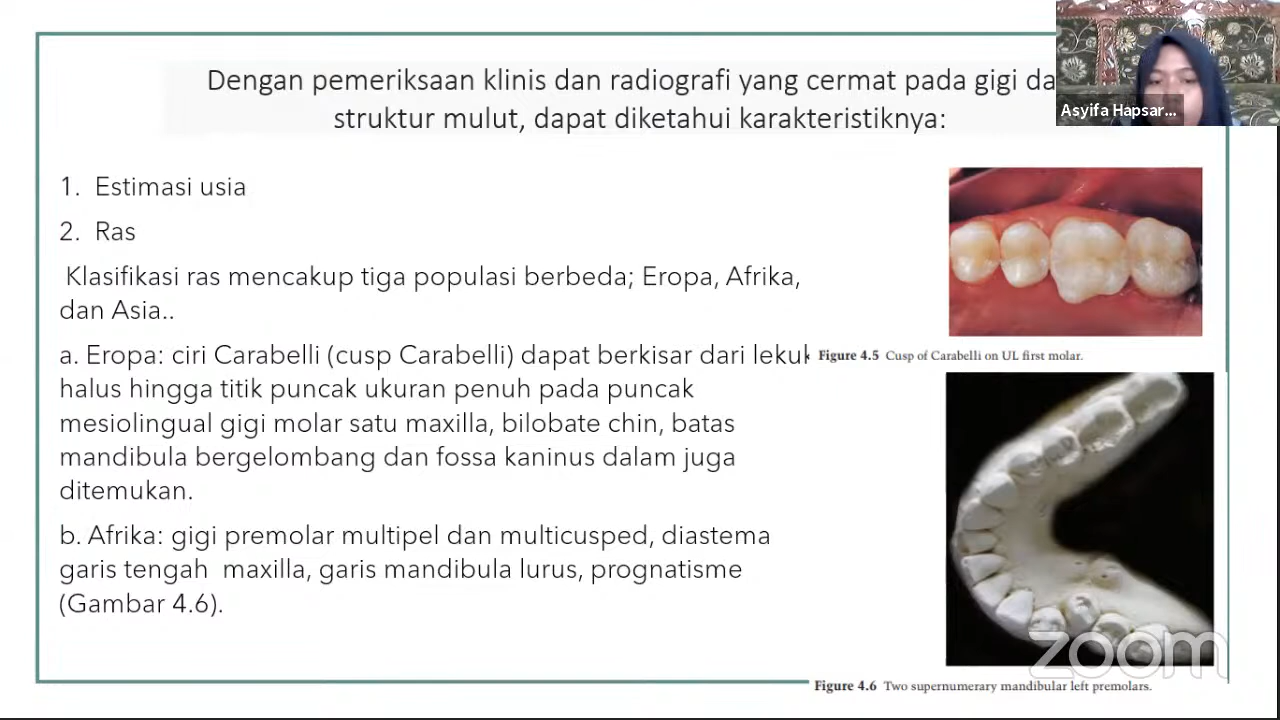 Dengan pemeriksaan klinis dan radiografi yang cermat pada gigi da
struktur mulut, dapat diketahui karakteristiknya:
Asyifa Hapsar...
1. Estimasi usia
2. Ras
Klasifikasi ras mencakup tiga populasi berbeda; Eropa, Afrika,
dan Asia..
a. Eropa: ciri Carabelli (cusp Carabelli) dapat berkisar dari lekuk
halus hingga titik puncak ukuran penuh pada puncak
mesiolingual gigi molar satu maxilla, bilobate chin, batas
mandibula bergelombang dan fossa kaninus dalam juga
ditemukan.
b. Afrika: gigi premolar multipel dan multicusped, diastema
garis tengah maxilla, garis mandibula lurus, prognatisme
(Gambar 4.6).
Figure 4.5 Cusp of Carabelli on UL first molar.
zoom
Figure 4.6 Two supernumerary mandibular left premolars.